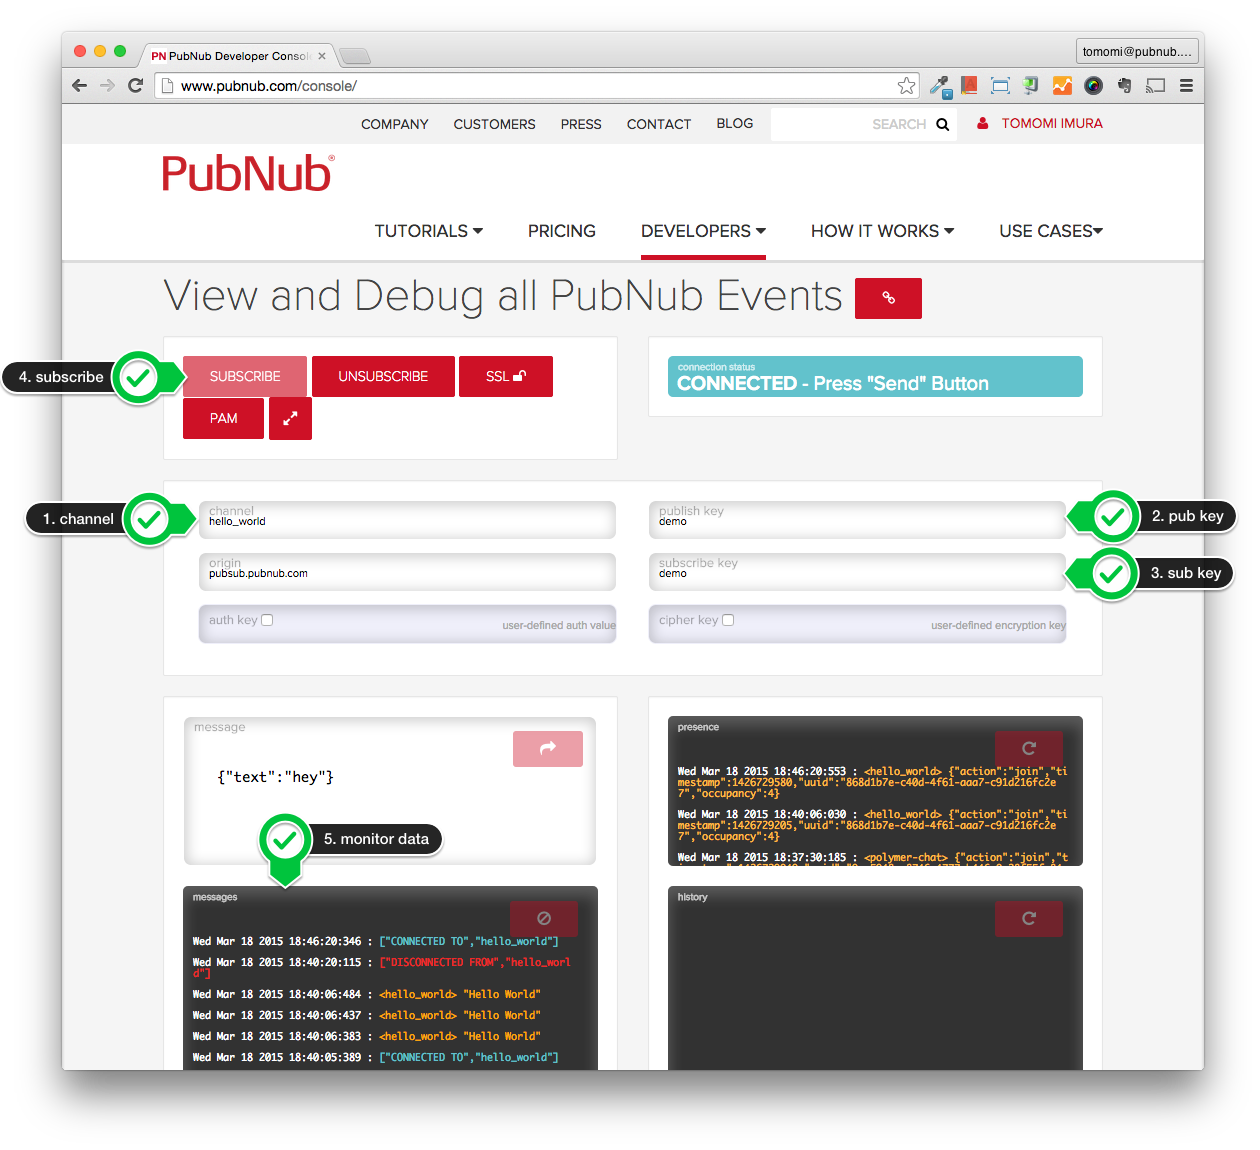 PN PubNub Developer Conso
tomomi@pubnub....
www.pubnub.com/console/
COMPANY CUSTOMERS PRESS CONTACT BLOG SEARCH TOMOMI IMURA
PubNub®
TUTORIALS PRICING DEVELOPERS HOW IT WORKS USE CASES
View and Debug all PubNub Events
4. subscribe
SUBSCRIBE UNSUBSCRIBE SSL
PAM
connection status
CONNECTED - Press "Send" Button
1. channel
channel
hello_world
publish key
demo
2. pub key
origin
pubsub.pubnub.com
subscribe key
demo
3. sub key
auth key user-defined auth value
cipher key user-defined encryption key
message
{"text":"hey"}
5. monitor data
presence
Wed Mar 18 2015 18:46:20:553 : <hello_world> {"action":"join","ti
mestamp":1426729580,"uuid":"868d1b7e-c40d-4f61-aaa7-c91d216fc2e
7","occupancy":4}
Wed Mar 18 2015 18:40:06:030 : <hello_world> {"action":"join","ti
mestamp":1426729205,"uuid":"868d1b7e-c40d-4f61-aaa7-c91d216fc2e
7","occupancy":4}
Wed Mar 18 2015 18:37:30:185 : <polymer-chat> {"action":"join","t
messages
Wed Mar 18 2015 18:46:20:346 : ["CONNECTED TO","hello_world"]
Wed Mar 18 2015 18:40:20:115 : ["DISCONNECTED FROM","hello_worl
d"]
Wed Mar 18 2015 18:40:06:484 : <hello_world> "Hello World"
Wed Mar 18 2015 18:40:06:437 : <hello_world> "Hello World"
Wed Mar 18 2015 18:40:06:383 : <hello_world> "Hello World"
Wed Mar 18 2015 18:40:05:389 : ["CONNECTED TO","hello_world"]
history